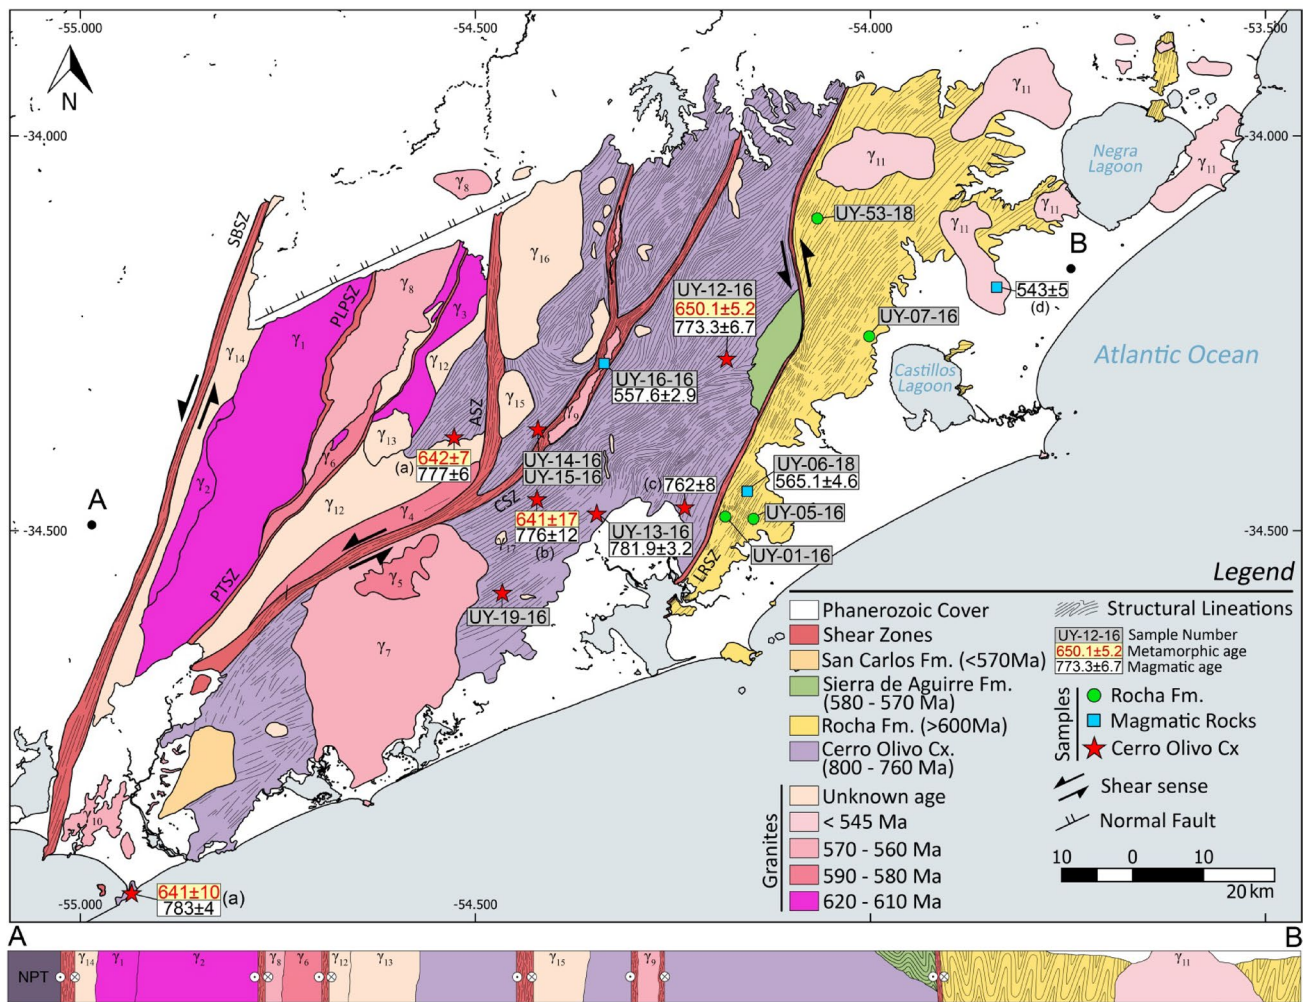 -55.000
-54.500
-54.000
-53.500
-34.000
-34.000
N
γ11
γ11
γ11
γ11
γ11
Negra
Lagoon
γ8
SBSZ
UY-53-18
B
γ16
543±5
(d)
UY-12-16
650.1±5.2
773.3±6.7
UY-07-16
PLPSZ
γ8
γ3
γ1
γ14
γ12
Atlantic Ocean
Castillos
Lagoon
UY-16-16
557.6±2.9
γ15
γ9
ASZ
γ13
642±7
(a)
777±6
UY-14-16
UY-15-16
UY-06-18
565.1±4.6
γ6
γ2
A
γ12
γ4
CSZ
(c)
762±8
641±17
776±12
(b)
UY-13-16
781.9±3.2
UY-05-16
UY-01-16
-34.500
-34.500
γ17
LRSZ
PTSZ
γ5
UY-19-16
γ7
γ10
641±10
(a)
783±4
Legend
Phanerozoic Cover
Shear Zones
San Carlos Fm. (<570Ma)
Sierra de Aguirre Fm.
(580 - 570 Ma)
Rocha Fm. (>600Ma)
Cerro Olivo Cx.
(800 - 760 Ma)
Granites
Unknown age
< 545 Ma
570 - 560 Ma
590 - 580 Ma
620 - 610 Ma
Structural Lineations
UY-12-16 Sample Number
650.1±5.2 Metamorphic age
773.3±6.7 Magmatic age
Samples
Rocha Fm.
Magmatic Rocks
Cerro Olivo Cx
Shear sense
Normal Fault
10 0 10
20 km
-55.000
-54.500
A
B
NPT
γ14
γ1
γ2
γ8
γ6
γ12
γ13
γ15
γ9
γ11